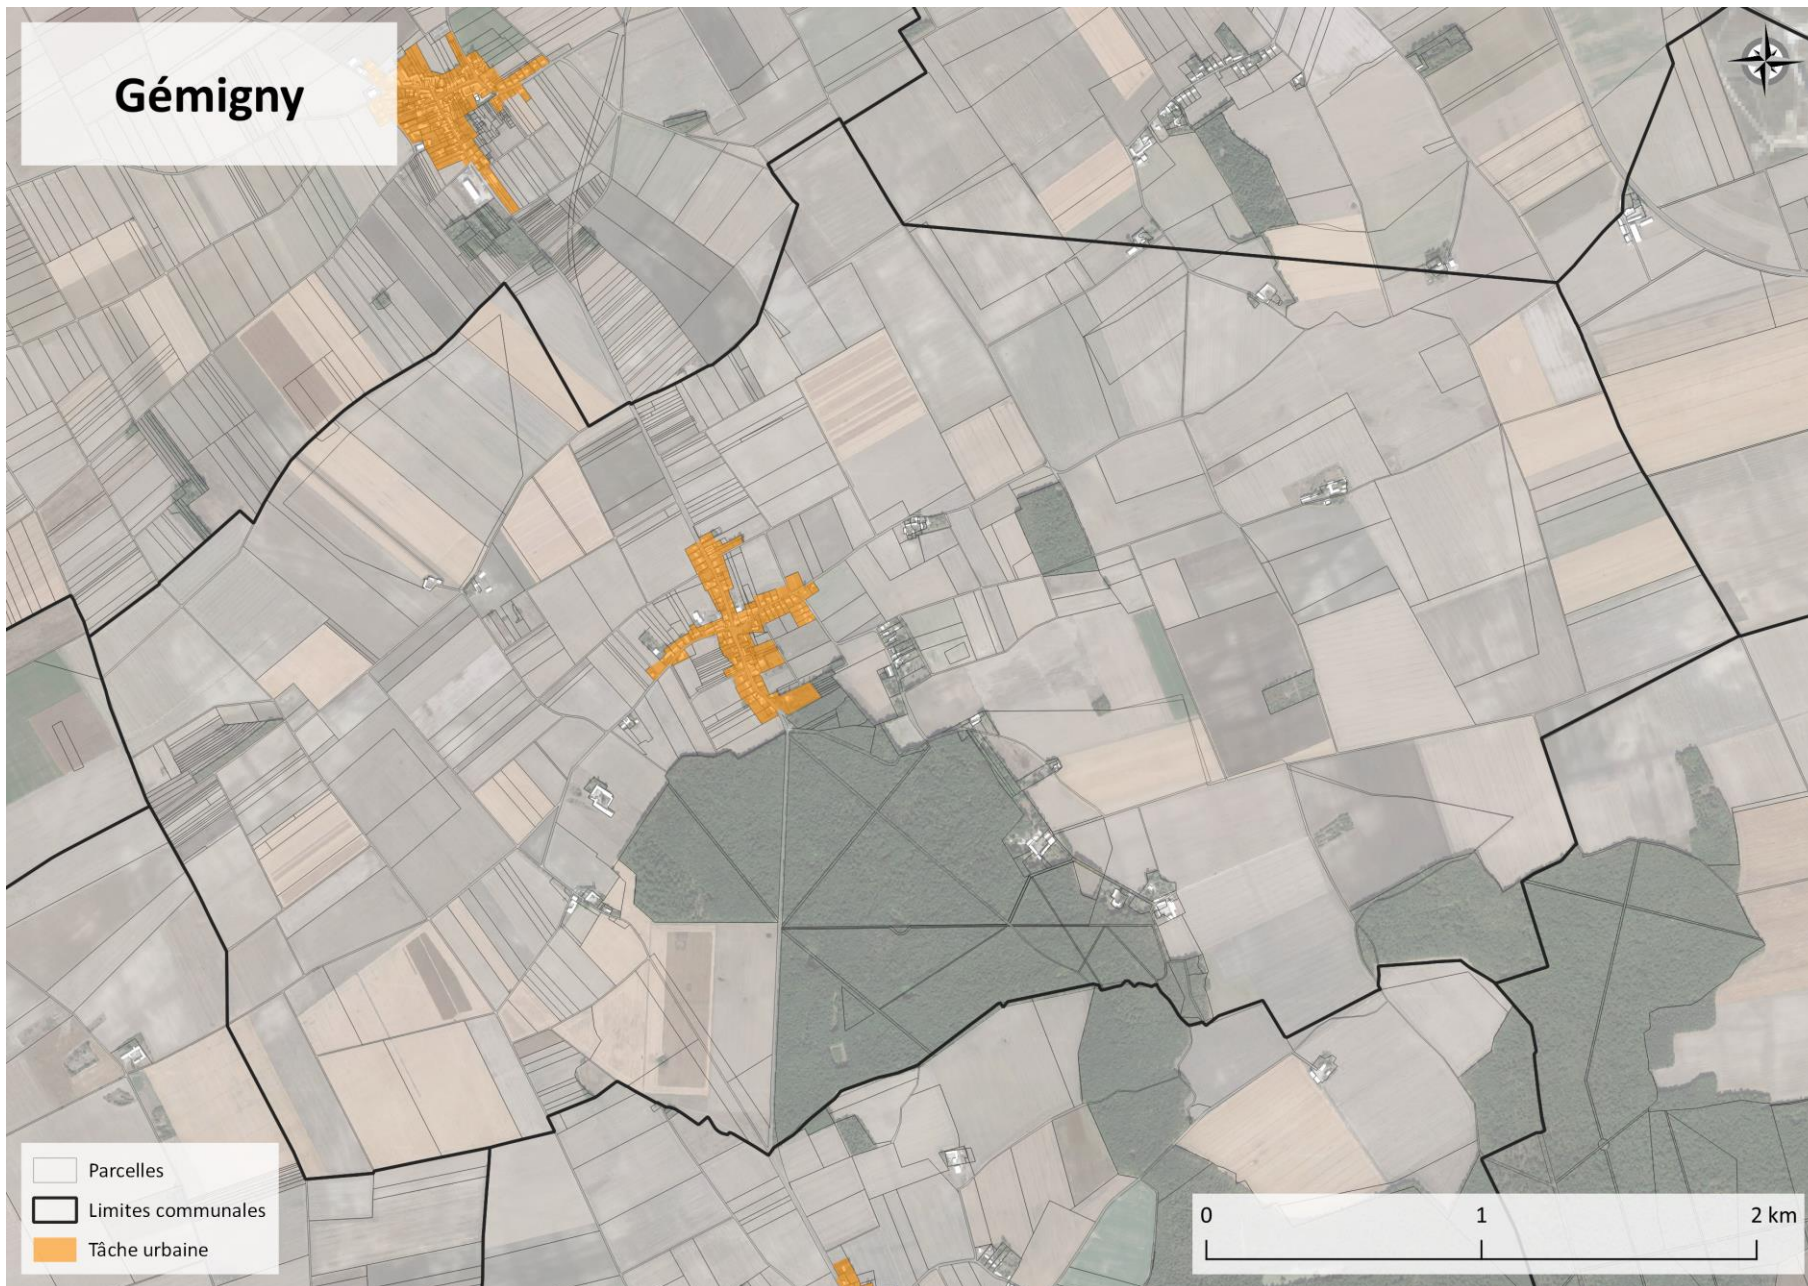 Gémigny
Parcelles
Limites communales
Tâche urbaine
0 1 2 km